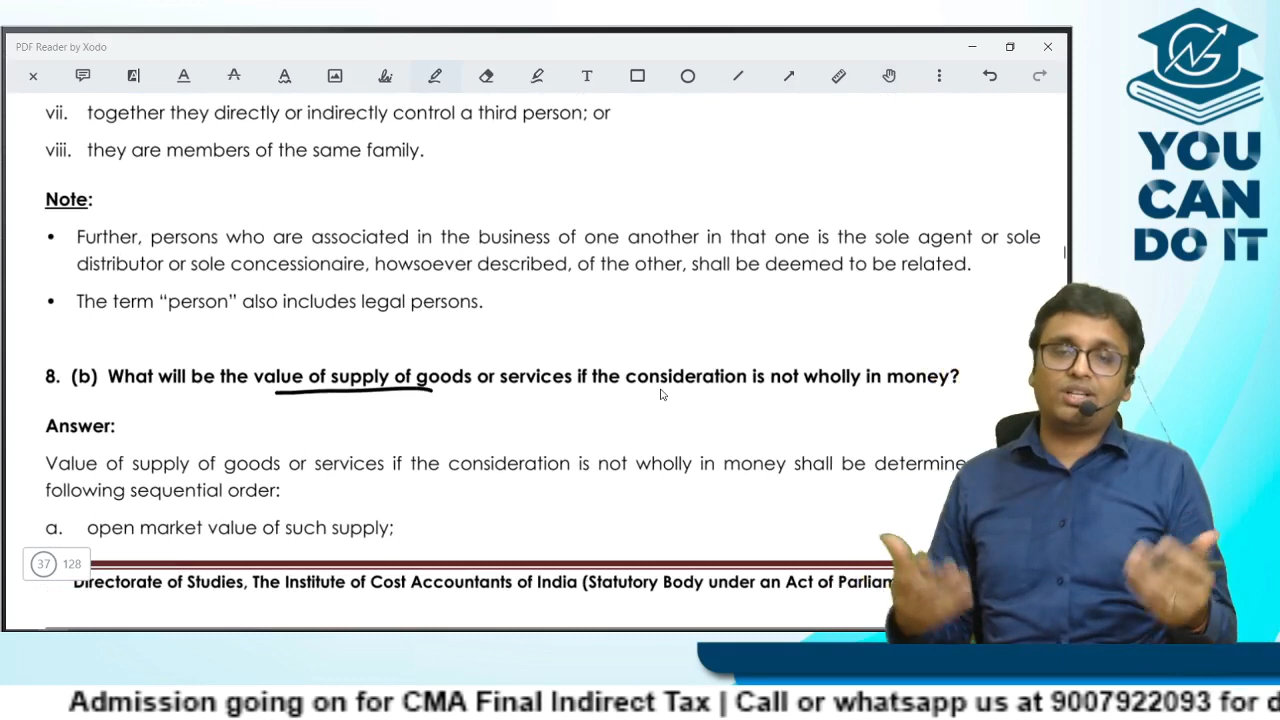 PDF Reader by Xodo
vii. together they directly or indirectly control a third person; or
viii. they are members of the same family.
Note:
• Further, persons who are associated in the business of one another in that one is the sole agent or sole
distributor or sole concessionaire, howsoever described, of the other, shall be deemed to be related.
• The term “person” also includes legal persons.
8. (b) What will be the value of supply of goods or services if the consideration is not wholly in money?
Answer:
Value of supply of goods or services if the consideration is not wholly in money shall be
following sequential order:
a. open market value of such supply;
37 128
Directorate of Studies, The Institute of Cost Accountants of India (Statutory Body under an Act of
YOU
CAN
DO IT
Admission going on for CMA Final Indirect Tax | Call or whatsapp us at 9007922093 for